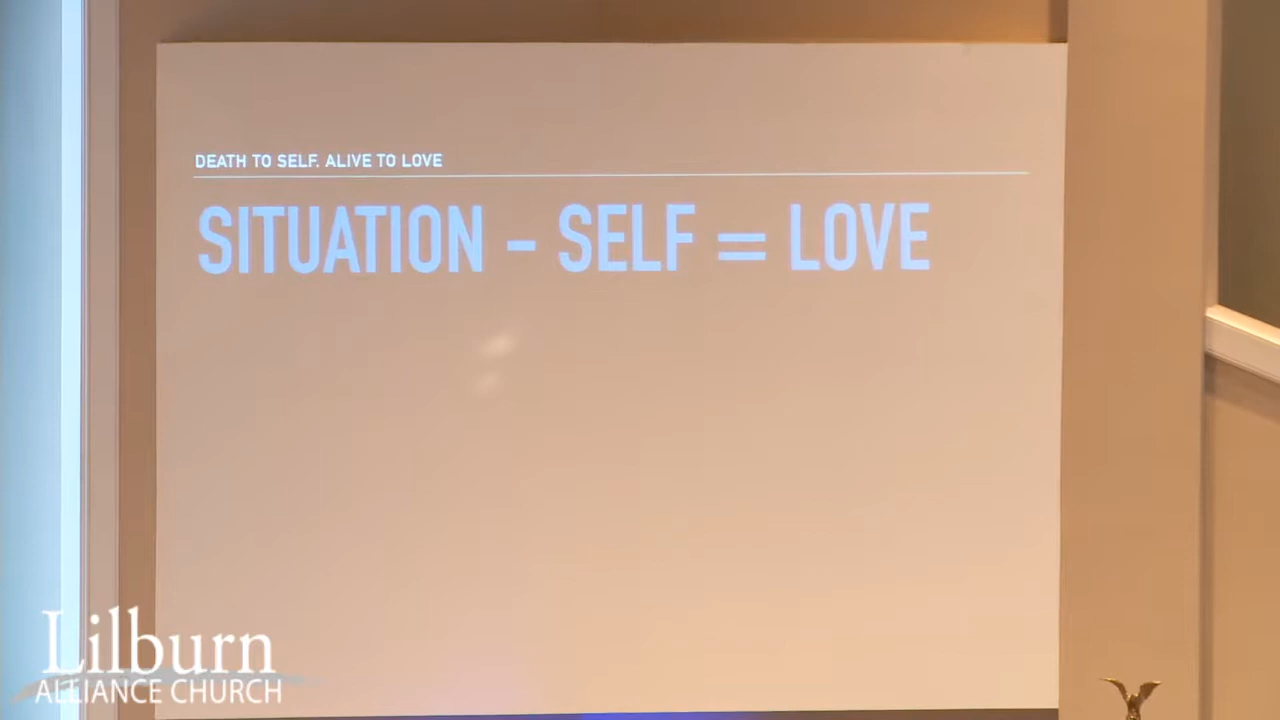 DEATH TO SELF. ALIVE TO LOVE
SITUATION - SELF = LOVE
Lilburn
ALLIANCE CHURCH